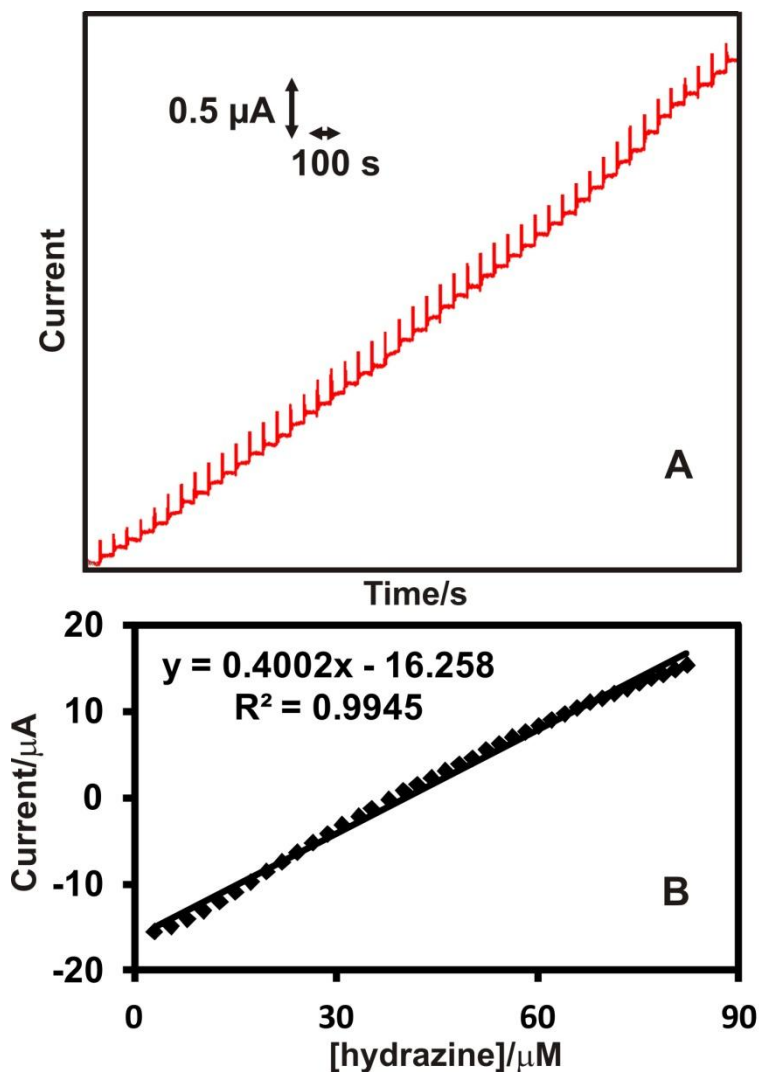 0.5 µA
100 s
Current
A
Time/s
20
10
0
-10
-20
Current/µA
y = 0.4002x - 16.258
R² = 0.9945
B
0
30
60
90
[hydrazine]/µM